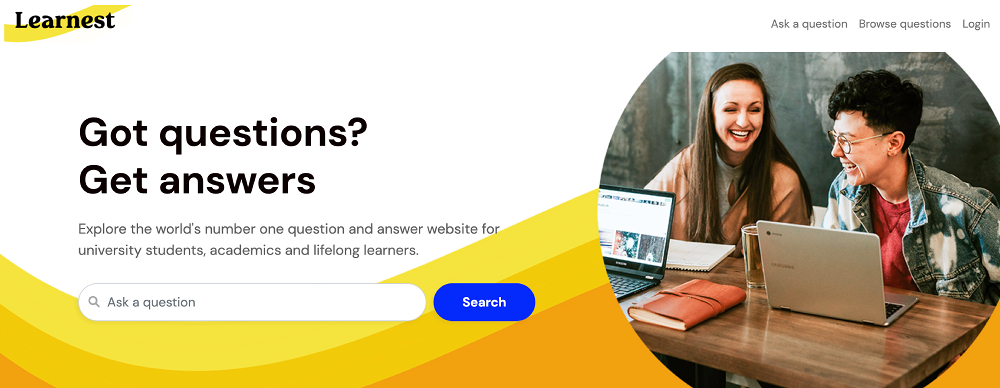 Learnest
Ask a question Browse questions Login
Got questions?
Get answers
Explore the world's number one question and answer website for
university students, academics and lifelong learners.
Ask a question
Search
SAMSUNG